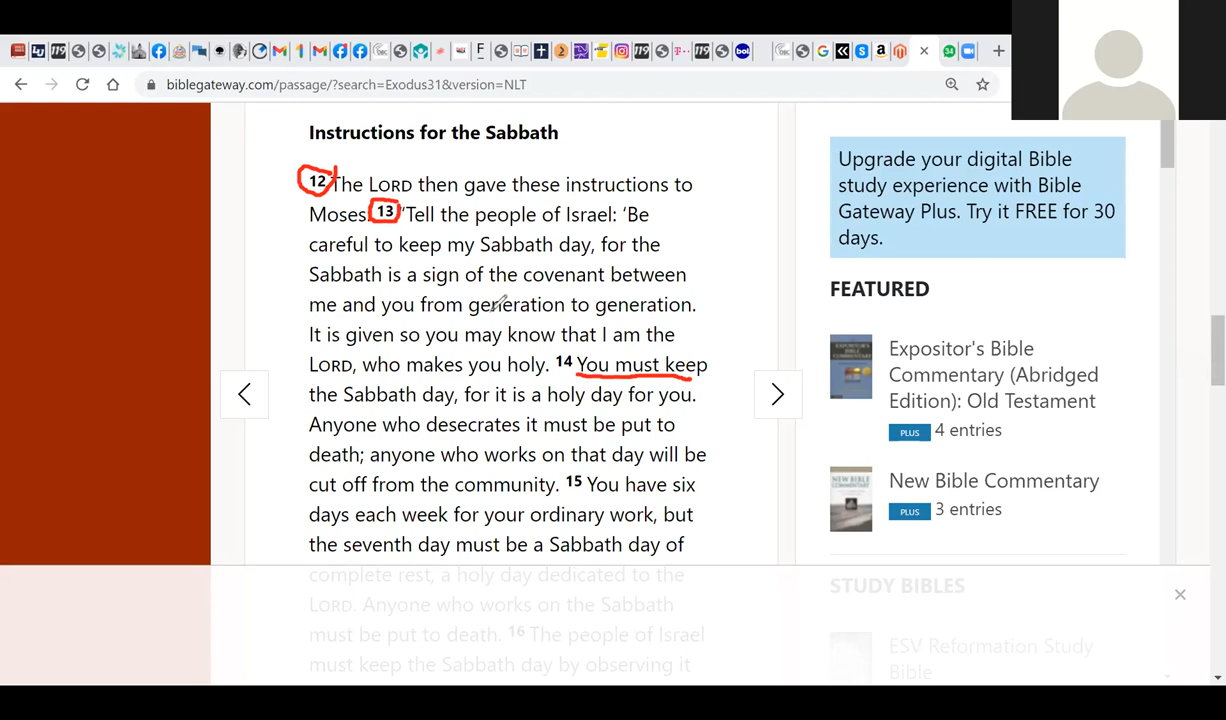 biblegateway.com/passage/?search=Exodus31&version=NLT
Instructions for the Sabbath
12 The LORD then gave these instructions to
Moses. 13 “Tell the people of Israel: ‘Be
careful to keep my Sabbath day, for the
Sabbath is a sign of the covenant between
me and you from generation to generation.
It is given so you may know that I am the
LORD, who makes you holy. 14 You must keep
the Sabbath day, for it is a holy day for you.
Anyone who desecrates it must be put to
death; anyone who works on that day will be
cut off from the community. 15 You have six
days each week for your ordinary work, but
the seventh day must be a Sabbath day of
complete rest, a holy day dedicated to the
LORD. Anyone who works on the Sabbath
must be put to death. 16 The people of Israel
must keep the Sabbath day by observing it
Upgrade your digital Bible
study experience with Bible
Gateway Plus. Try it FREE for 30
days.
FEATURED
Expositor's Bible
Commentary (Abridged
Edition): Old Testament
PLUS 4 entries
New Bible Commentary
PLUS 3 entries
STUDY BIBLES
ESV Reformation Study
Bible